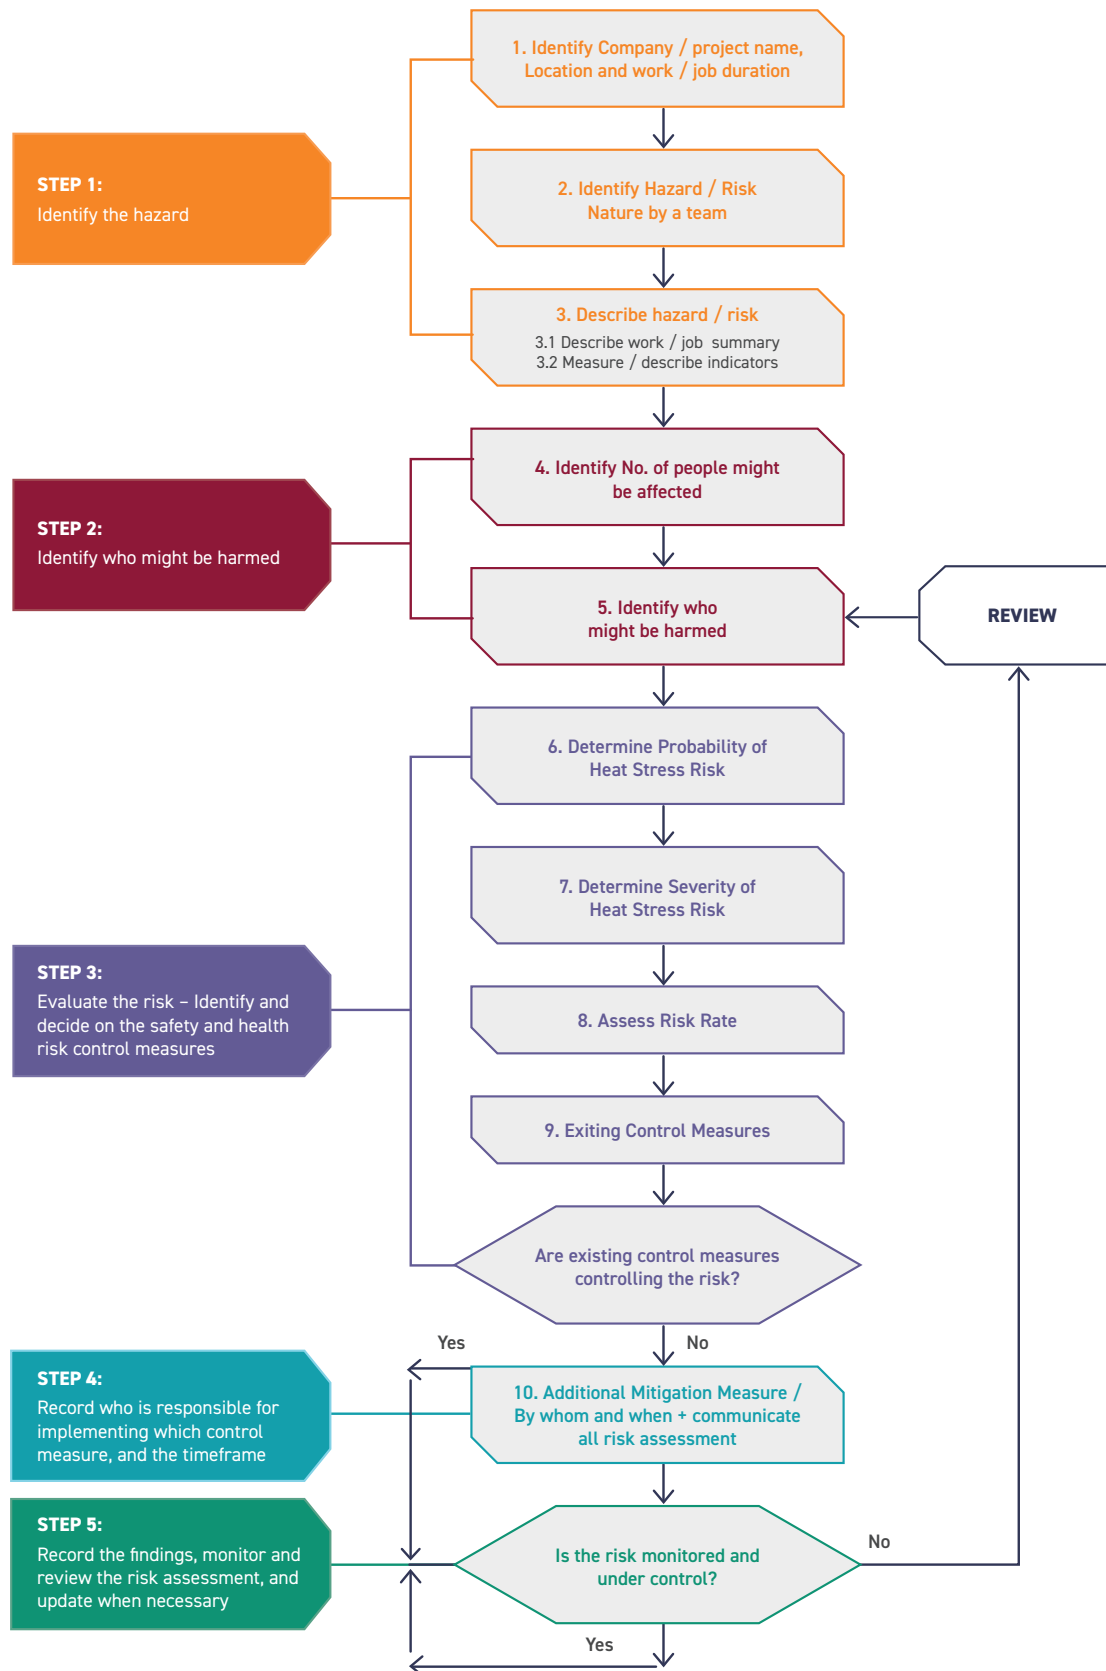 1. Identify Company / project name,
Location and work / job duration
STEP 1:
Identify the hazard
2. Identify Hazard / Risk
Nature by a team
3. Describe hazard / risk
3.1 Describe work / job summary
3.2 Measure / describe indicators
4. Identify No. of people might
be affected
STEP 2:
Identify who might be harmed
5. Identify who
might be harmed
REVIEW
6. Determine Probability of
Heat Stress Risk
7. Determine Severity of
Heat Stress Risk
STEP 3:
Evaluate the risk – Identify and
decide on the safety and health
risk control measures
8. Assess Risk Rate
9. Exiting Control Measures
Are existing control measures
controlling the risk?
Yes
No
STEP 4:
Record who is responsible for
implementing which control
measure, and the timeframe
10. Additional Mitigation Measure /
By whom and when + communicate
all risk assessment
STEP 5:
Record the findings, monitor and
review the risk assessment, and
update when necessary
Is the risk monitored and
under control?
No
Yes